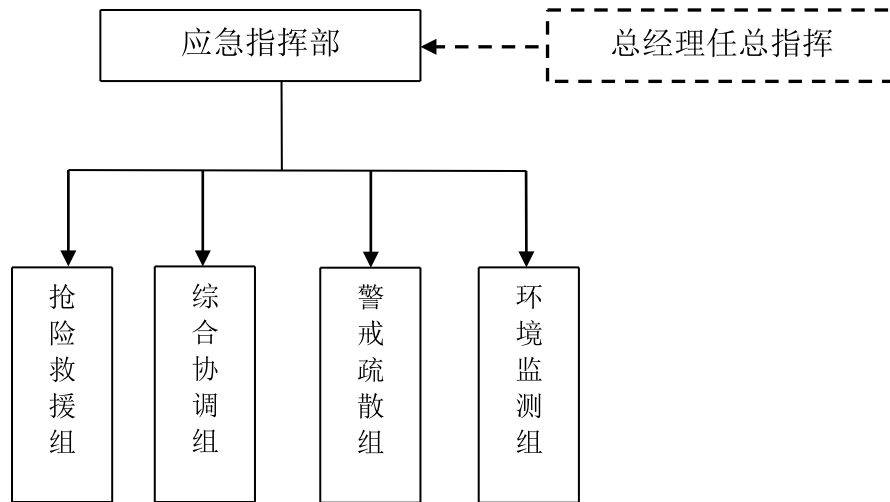 应急指挥部
总经理任总指挥
抢险救援组
综合协调组
警戒疏散组
环境监测组